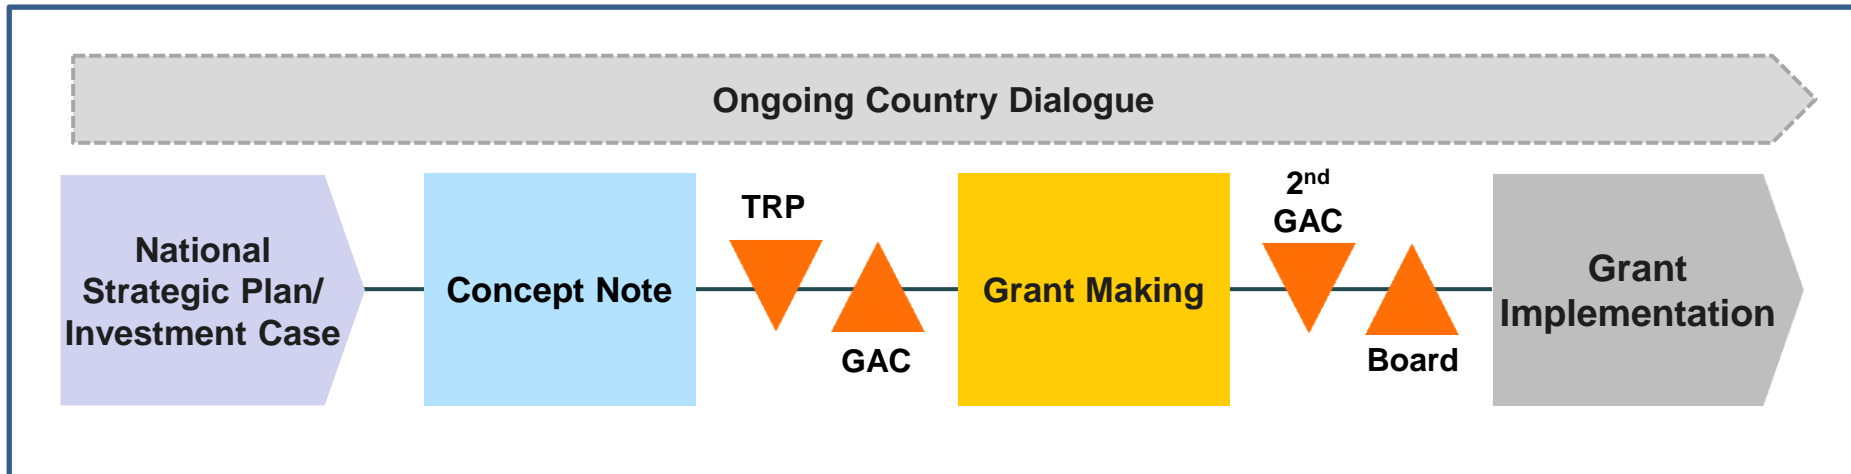 Ongoing Country Dialogue
National
Strategic Plan/
Investment Case
Concept Note
TRP
GAC
Grant Making
2nd
GAC
Board
Grant
Implementation